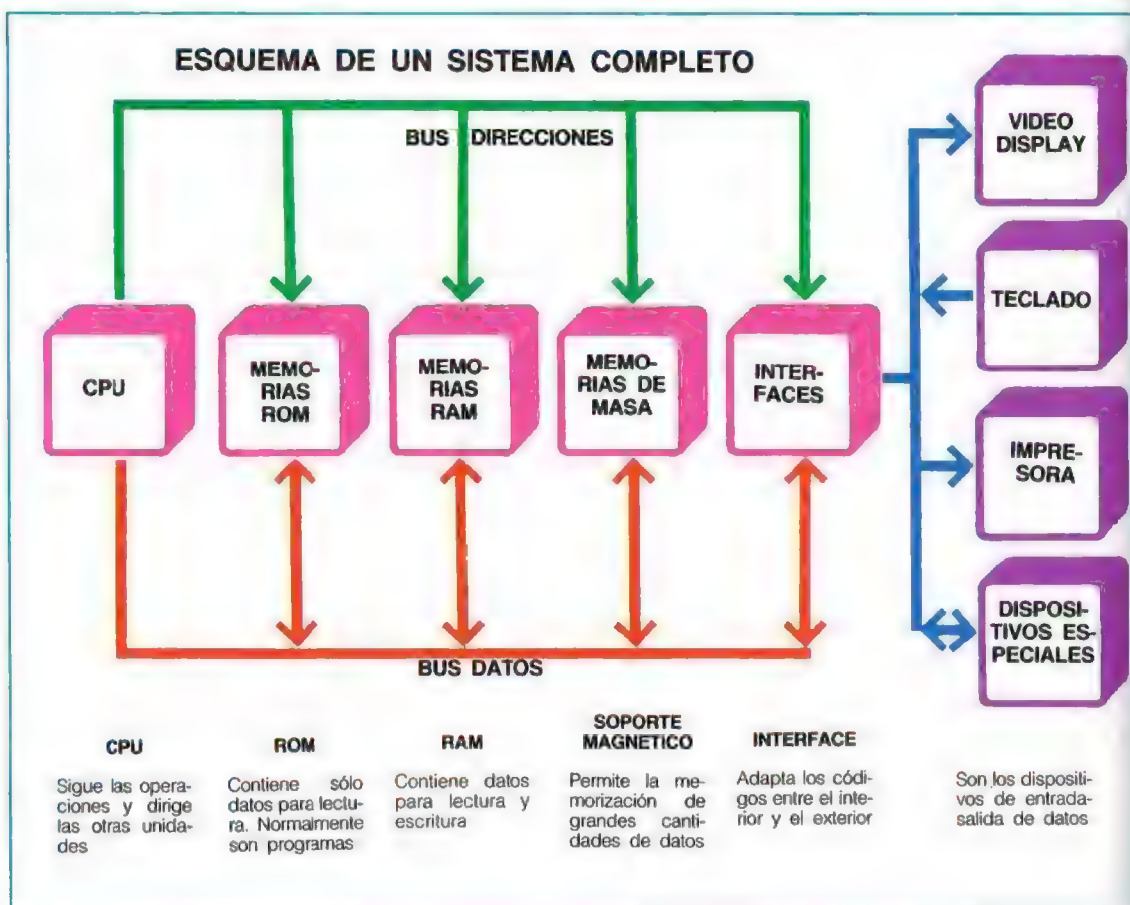 ESQUEMA DE UN SISTEMA COMPLETO
BUS DIRECCIONES
VIDEO
DISPLAY
TECLADO
CPU
MEMO-
RIAS
ROM
MEMO-
RIAS
RAM
MEMO-
RIAS DE
MASA
INTER-
FACES
IMPRE-
SORA
DISPOSI-
TIVOS ES-
PECIALES
BUS DATOS
CPU
Sigue las opera-
ciones y dirige
las otras unida-
des
ROM
Contiene sólo
datos para lectu-
ra. Normalmente
son programas
RAM
Contiene datos
para lectura y
escritura
SOPORTE
MAGNETICO
Permite la me-
morización de
grandes canti-
dades de datos
INTERFACE
Adapta los códi-
gos entre el inte-
rior y el exterior
Son los dispositi-
vos de entrada-
salida de datos